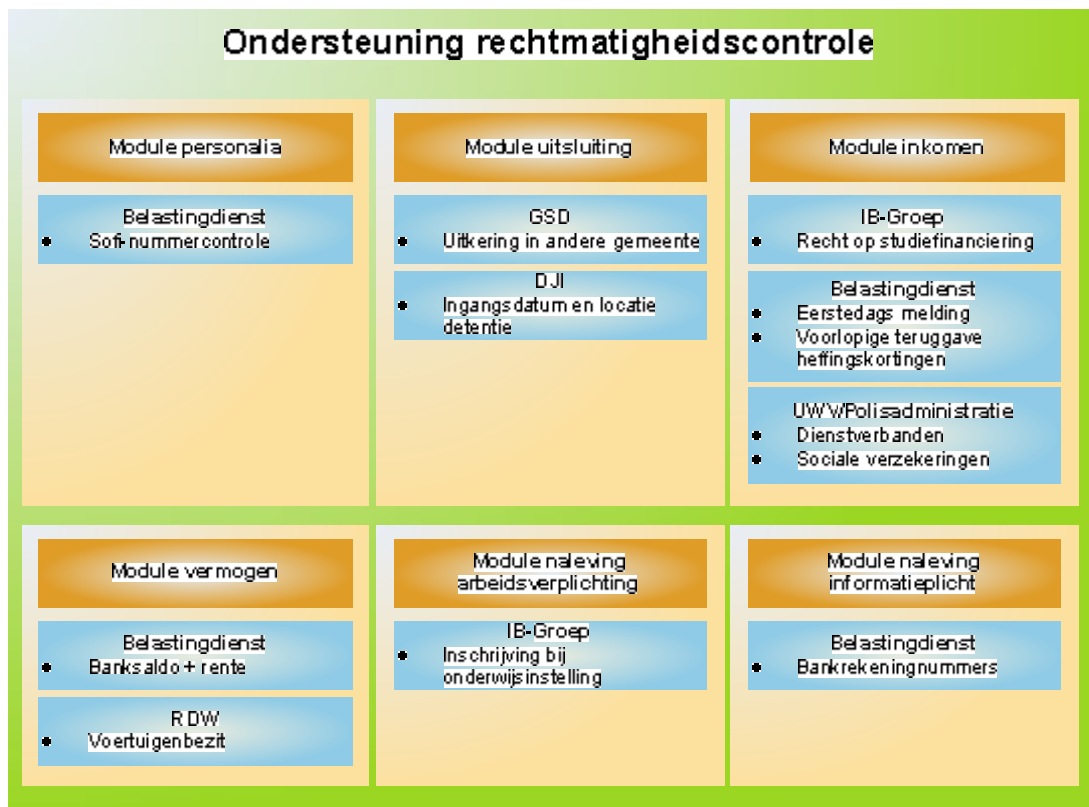 Ondersteuning rechtmatigheidscontrole
Module personalia
Belastingdienst
• Sofi-nummercontrole
Module uitsluiting
GSD
• Uitkering in andere gemeente
DJI
• Ingangsdatum en locatie
detentie
Module inkomen
IB-Groep
• Recht op studiefinanciering
Belastingdienst
• Eerstedags melding
• Voorlopige teruggave
heffingskortingen
UWV/Polisadministratie
• Dienstverbanden
• Sociale verzekeringen
Module vermogen
Belastingdienst
• Banksaldo + rente
RDW
• Voertuigenbezit
Module naleving
arbeidsverplichting
IB-Groep
• Inschrijving bij
onderwijsinstelling
Module naleving
informatieplicht
Belastingdienst
• Bankrekeningnummers